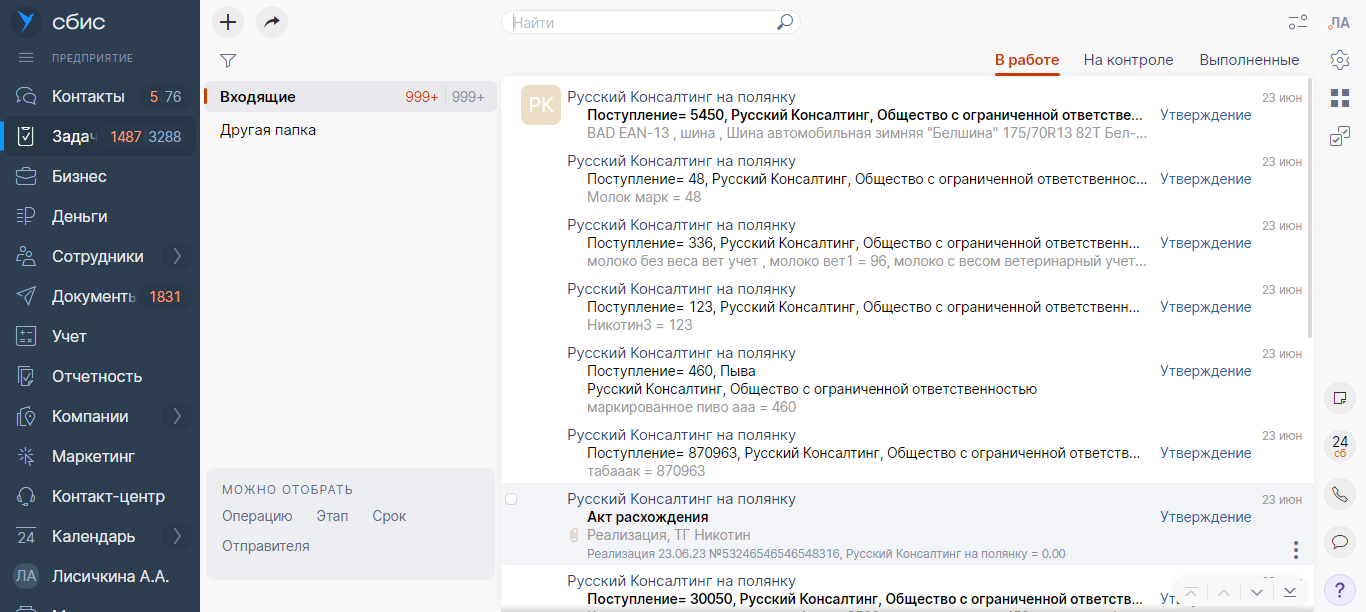 сбис
Найти
ЛА
ПРЕДПРИЯТИЕ
В работе На контроле Выполненные
Контакты 5 76
Задач 1487 3288
Бизнес
Деньги
Сотрудники
Документы 1831
Учет
Отчетность
Компании
Маркетинг
Контакт-центр
24 Календарь
ЛА Лисичкина А.А.
Входящие 999+ 999+
Другая папка
МОЖНО ОТОБРАТЬ
Операцию Этап Срок
Отправителя
РК
Русский Консалтинг на полянку 23 июн
Поступление= 5450, Русский Консалтинг, Общество с ограниченной ответстве... Утверждение
BAD EAN-13 , шина , Шина автомобильная зимняя "Белшина" 175/70R13 82T Бел-...
Русский Консалтинг на полянку 23 июн
Поступление= 48, Русский Консалтинг, Общество с ограниченной ответственнос... Утверждение
Молок марк = 48
Русский Консалтинг на полянку 23 июн
Поступление= 336, Русский Консалтинг, Общество с ограниченной ответственн... Утверждение
молоко без веса вет учет , молоко вет1 = 96, молоко с весом ветеринарный учет...
Русский Консалтинг на полянку 23 июн
Поступление= 123, Русский Консалтинг, Общество с ограниченной ответственн... Утверждение
Никотин3 = 123
Русский Консалтинг на полянку 23 июн
Поступление= 460, Пыва Утверждение
Русский Консалтинг, Общество с ограниченной ответственностью
маркированное пиво ааа = 460
Русский Консалтинг на полянку 23 июн
Поступление= 870963, Русский Консалтинг, Общество с ограниченной ответств... Утверждение
табааак = 870963
Русский Консалтинг на полянку 23 июн
Акт расхождения Утверждение
Реализация, ТГ Никотин
Реализация 23.06.23 №53246546546548316, Русский Консалтинг на полянку = 0.00
Русский Консалтинг на полянку
Поступление= 30050, Русский Консалтинг, Общество с ограниченной ответств...
24
сб
?